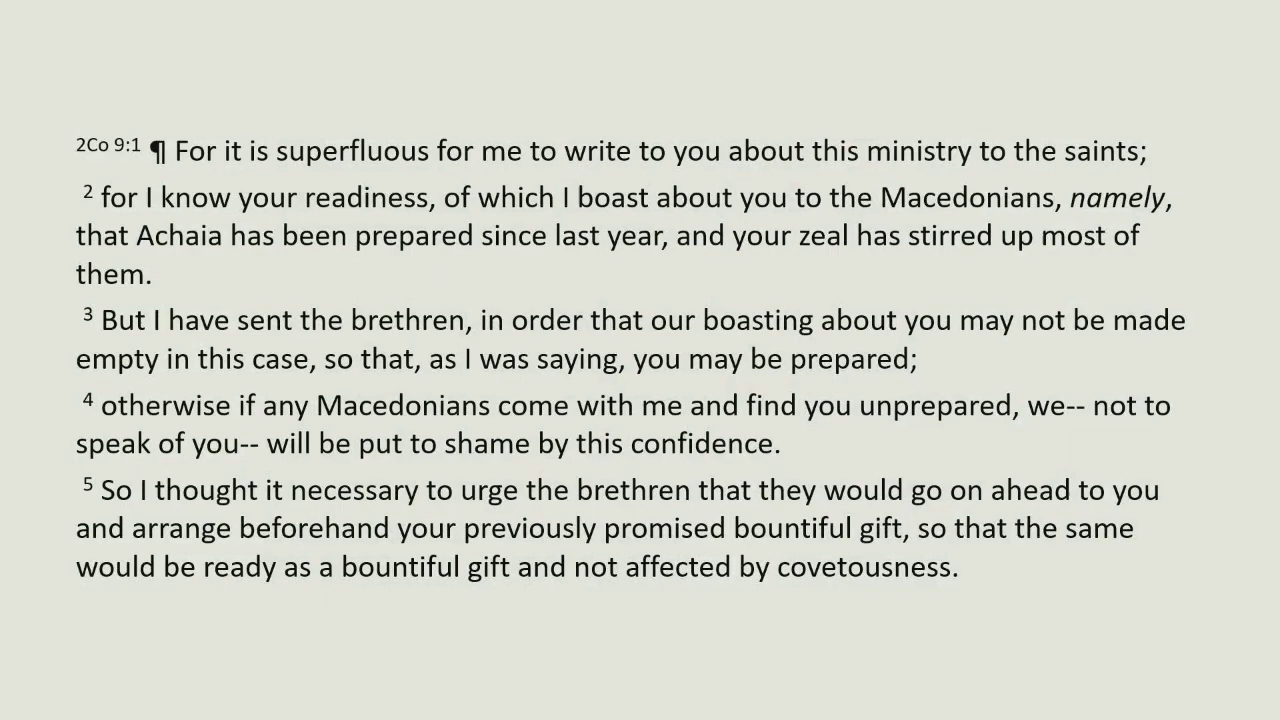 2Co 9:1 ¶ For it is superfluous for me to write to you about this ministry to the saints;
2 for I know your readiness, of which I boast about you to the Macedonians, namely,
that Achaia has been prepared since last year, and your zeal has stirred up most of
them.
3 But I have sent the brethren, in order that our boasting about you may not be made
empty in this case, so that, as I was saying, you may be prepared;
4 otherwise if any Macedonians come with me and find you unprepared, we-- not to
speak of you-- will be put to shame by this confidence.
5 So I thought it necessary to urge the brethren that they would go on ahead to you
and arrange beforehand your previously promised bountiful gift, so that the same
would be ready as a bountiful gift and not affected by covetousness.